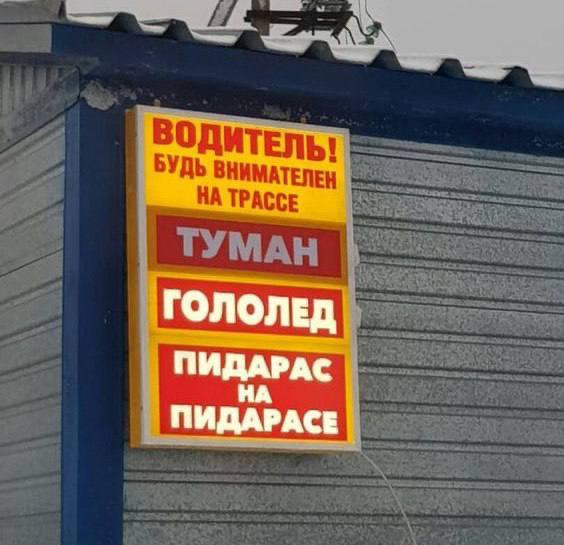 ВОДИТЕЛЬ!
БУДЬ ВНИМАТЕЛЕН
НА ТРАССЕ
ТУМАН
ГОЛОЛЕД
ПИДАРАС
НА
ПИДАРАСЕ